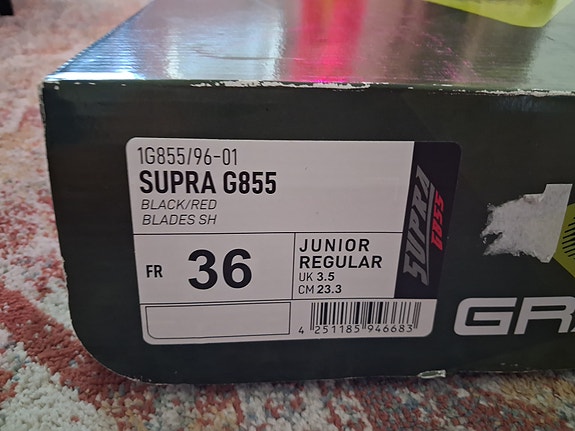 1G855/96-01
SUPRA G855
BLACK/RED
BLADES SH
FR 36
JUNIOR
REGULAR
UK 3.5
CM 23.3
4 251185 946683
SUPRA
G855